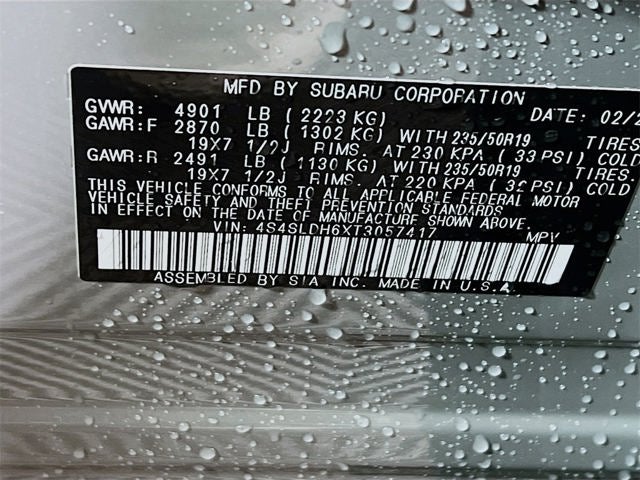 MFD BY SUBARU CORPORATION
GVWR: 4901 LB ( 2223 KG) DATE: 02/2
GAWR:F 2870 LB ( 1302 KG) WITH 235/50R19 TIRES
19X7 1/2J RIMS. AT 230 KPA ( 33 PSI) COLD
GAWR:R 2491 LB ( 1130 KG) WITH 235/50R19 TIRES.
19X7 1/2J RIMS. AT 220 KPA ( 32 PSI) COLD
THIS VEHICLE CONFORMS TO ALL APPLICABLE FEDERAL MOTOR
VEHICLE SAFETY AND THEFT PREVENTION STANDARDS
IN EFFECT ON THE DATE OF MANUFACTURE SHOWN ABOVE.
VIN: 4S4SLDH6XT3057417 MPV
ASSEMBLED BY SIA INC. MADE IN U.S.A.